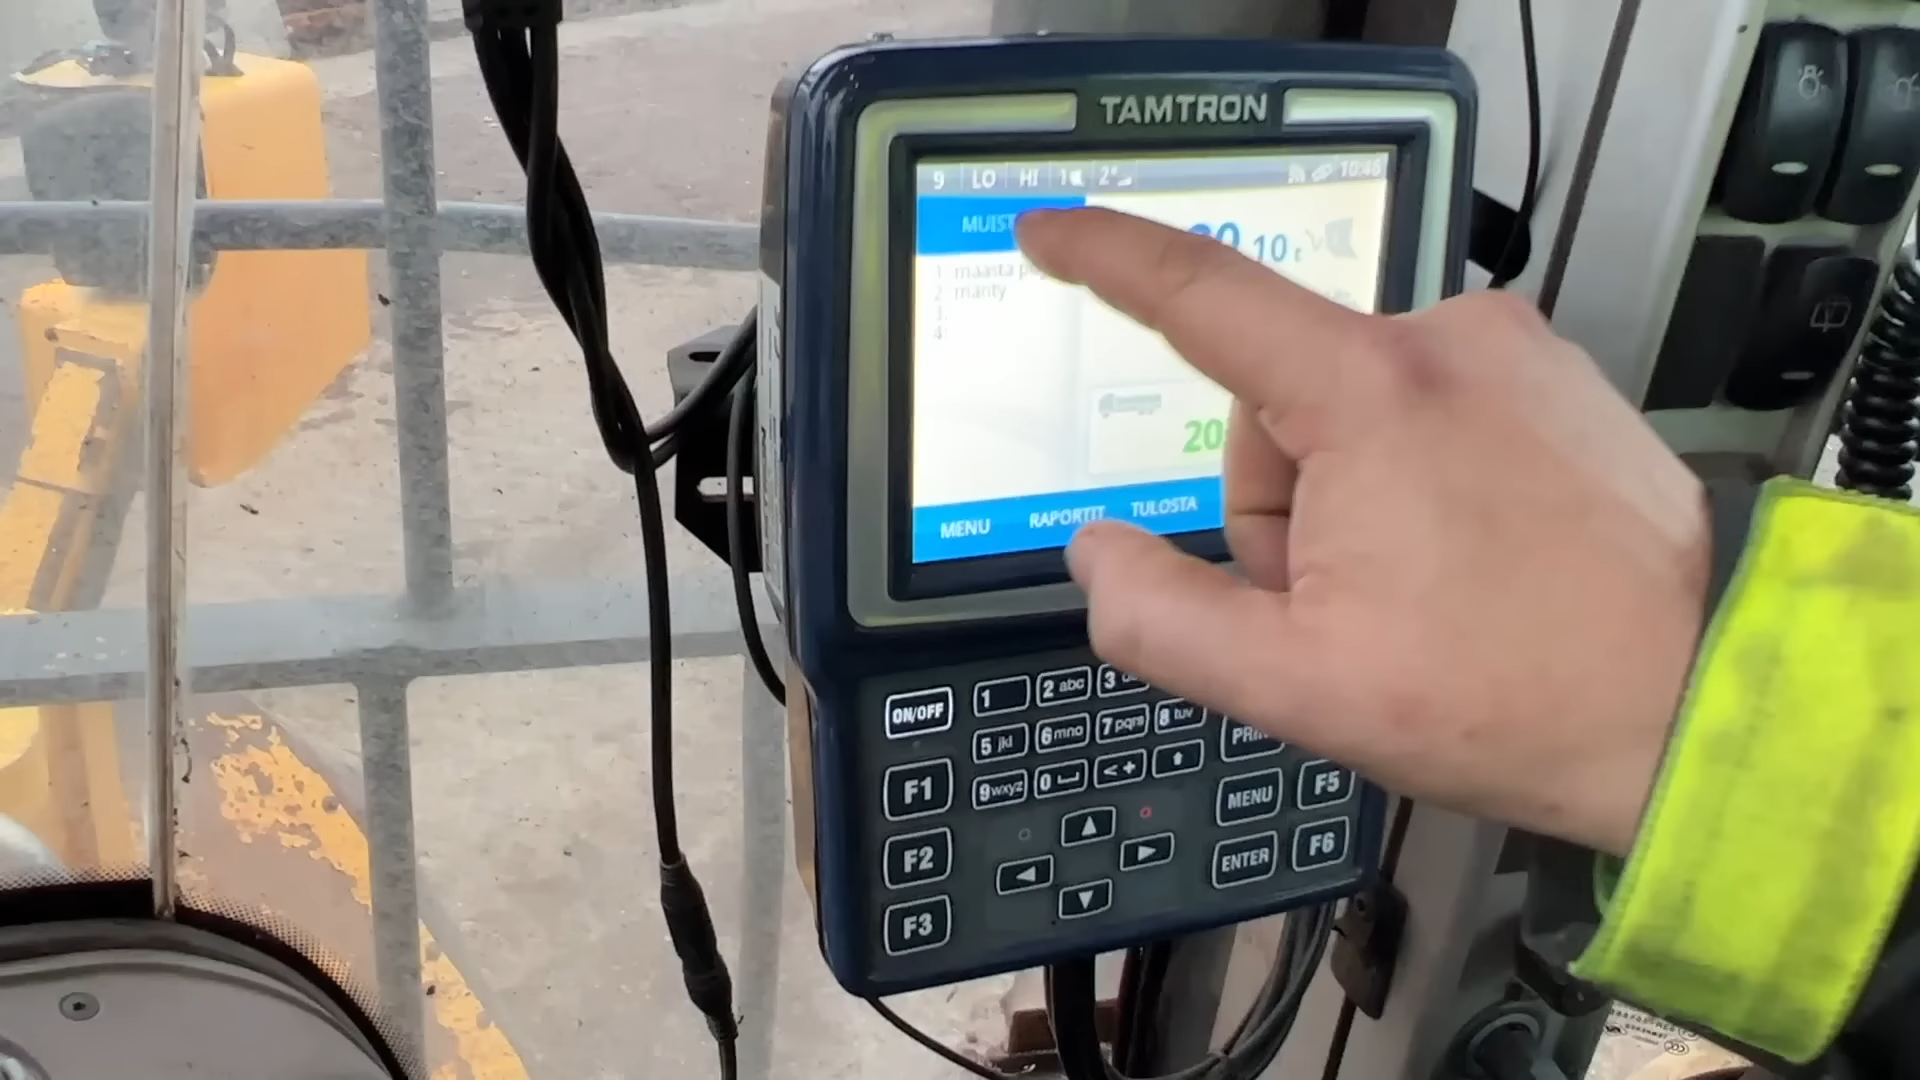 TAMTRON
9 LO HI 1 2 10:46
MUIST
10 t
1 maasta
2 mänty
3
4
20
MENU RAPORTIT TULOSTA
ON/OFF 1 2 abc 3
5 jkl 6 mno 7 pqrs 8 tuv
F1 9 wxyz 0 < + MENU F5
F2 ENTER F6
F3